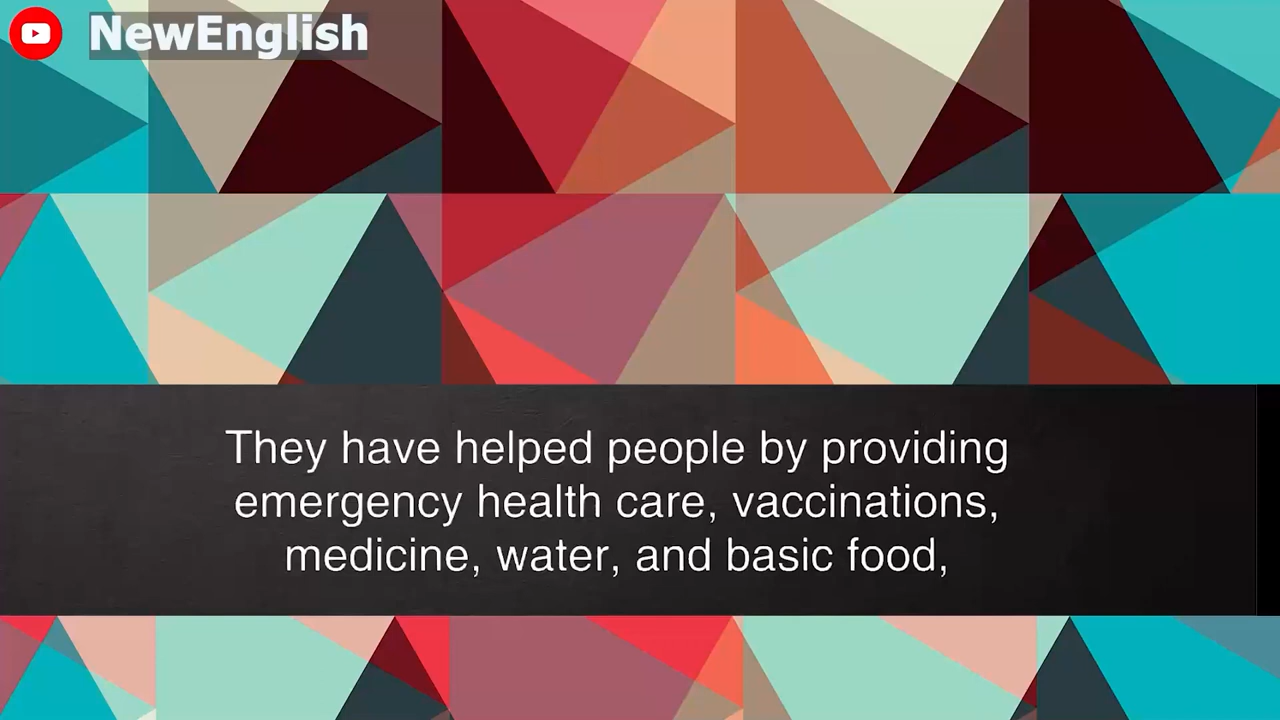 NewEnglish
They have helped people by providing
emergency health care, vaccinations,
medicine, water, and basic food,